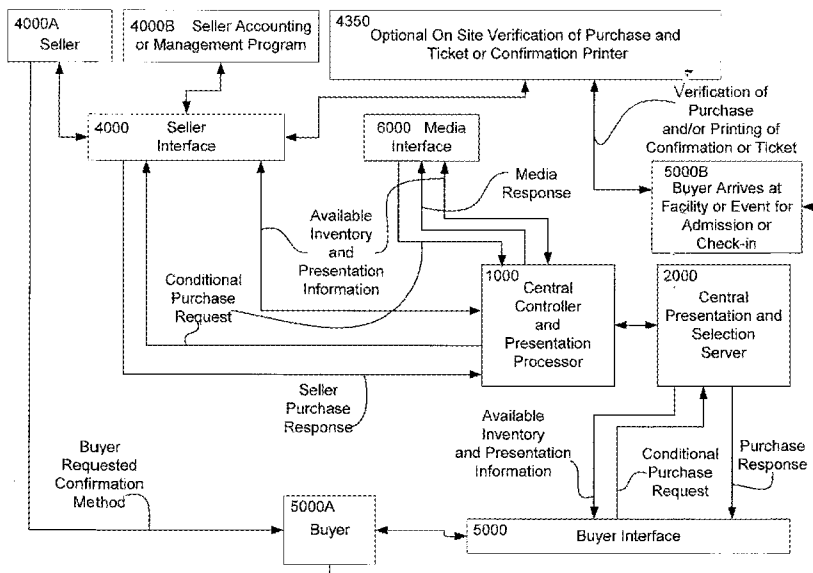 4000A
Seller
4000B Seller Accounting
or Management Program
4350
Optional On Site Verification of Purchase and
Ticket or Confirmation Printer
4000 Seller
Interface
6000 Media
Interface
Verification of
Purchase
and/or Printing of
Confirmation or Ticket
Media
Response
5000B
Buyer Arrives at
Facility or Event for
Admission or
Check-in
Available
Inventory
and
Presentation
Information
Conditional
Purchase
Request
1000
Central
Controller
and
Presentation
Processor
2000
Central
Presentation and
Selection
Server
Seller
Purchase
Response
Available
Inventory
and Presentation
Information
Conditional
Purchase
Request
Purchase
Response
Buyer
Requested
Confirmation
Method
5000A
Buyer
5000
Buyer Interface